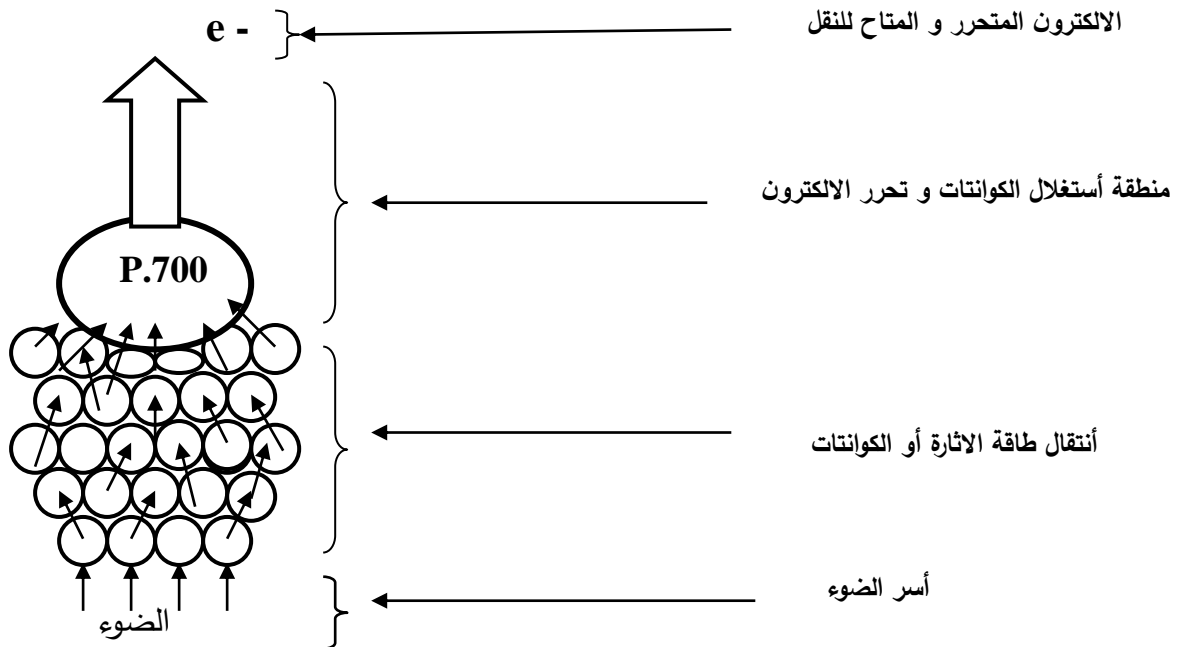 e -
الالكترون المتحرر و المتاح للنقل
منطقة أستغلال الكوانتات و تحرر الالكترون
P.700
أنتقال طاقة الاثارة أو الكوانتات
أسر الضوء
الضوء